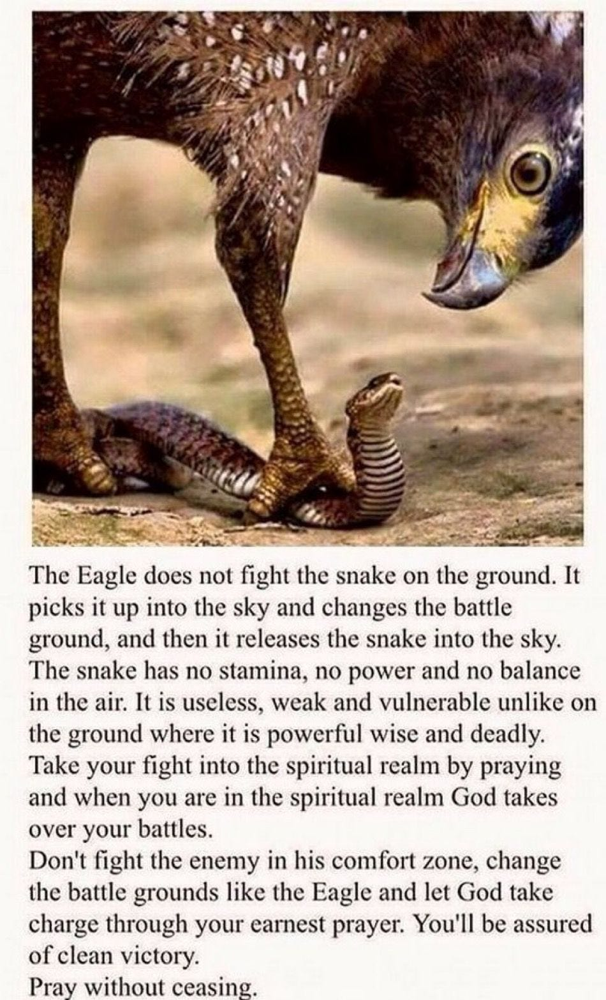 The Eagle does not fight the snake on the ground. It
picks it up into the sky and changes the battle
ground, and then it releases the snake into the sky.
The snake has no stamina, no power and no balance
in the air. It is useless, weak and vulnerable unlike on
the ground where it is powerful wise and deadly.
Take your fight into the spiritual realm by praying
and when you are in the spiritual realm God takes
over your battles.
Don't fight the enemy in his comfort zone, change
the battle grounds like the Eagle and let God take
charge through your earnest prayer. You'll be assured
of clean victory.
Pray without ceasing.